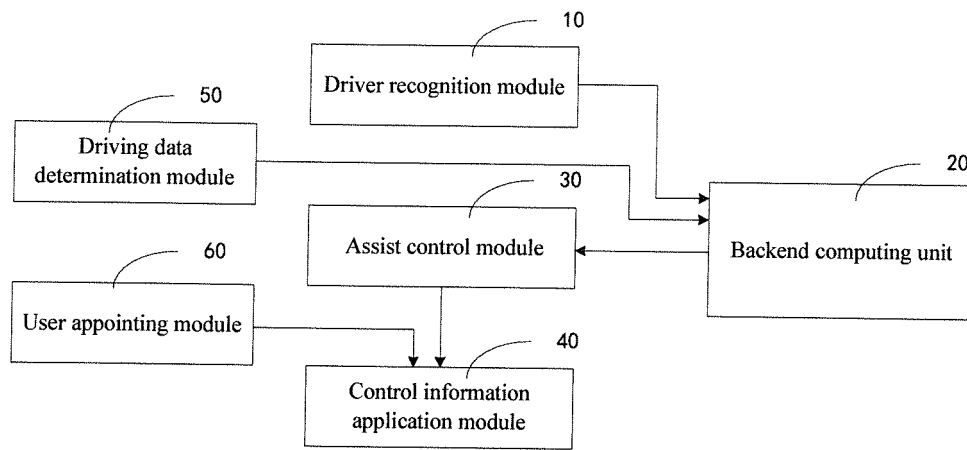 10
Driver recognition module
50
Driving data
determination module
20
Backend computing unit
30
Assist control module
60
User appointing module
40
Control information
application module